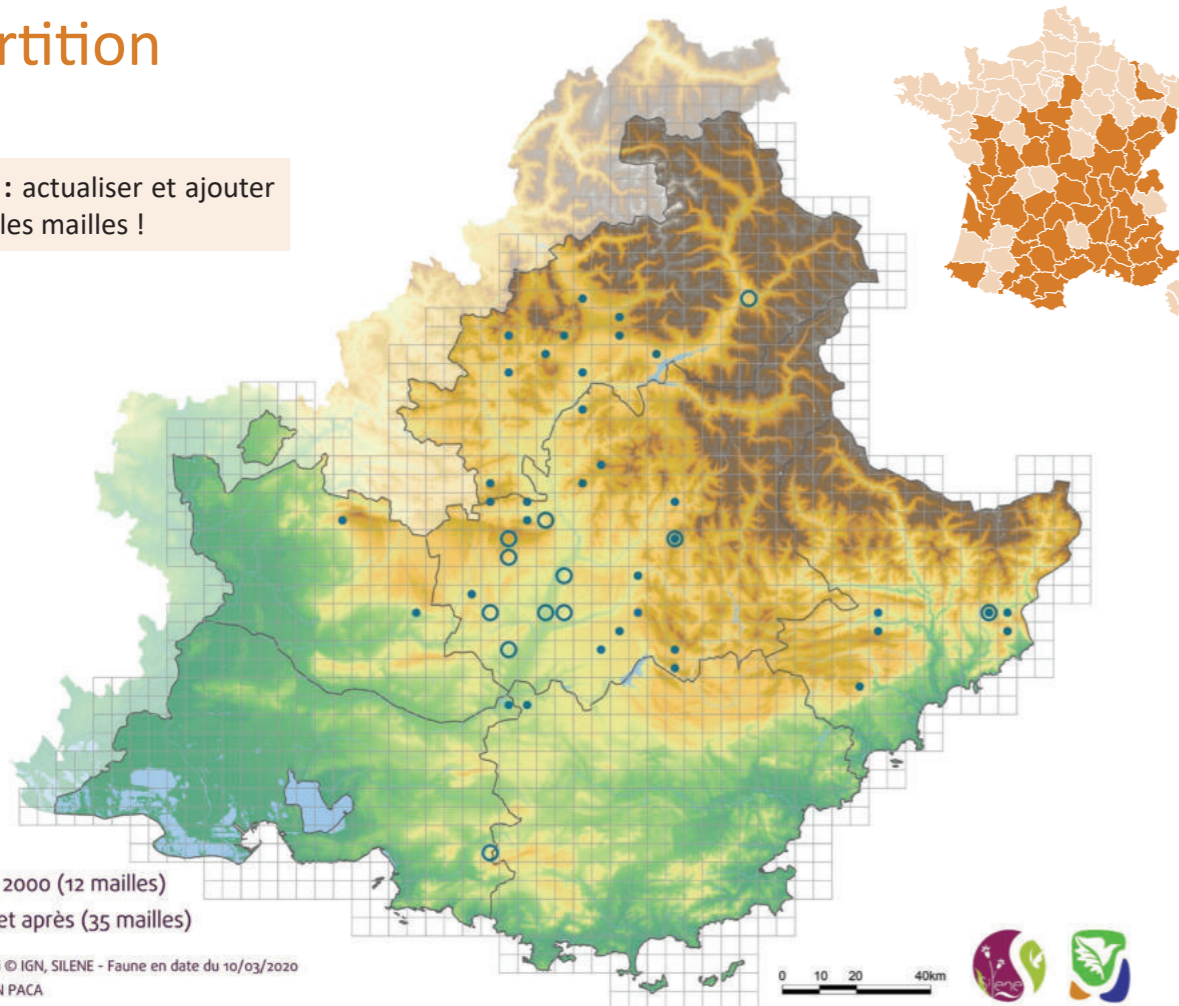 rtition
: actualiser et ajouter
les mailles !
2000 (12 mailles)
et après (35 mailles)
© IGN, SILENE - Faune en date du 10/03/2020
N PACA
0 10 20 40km
Silene